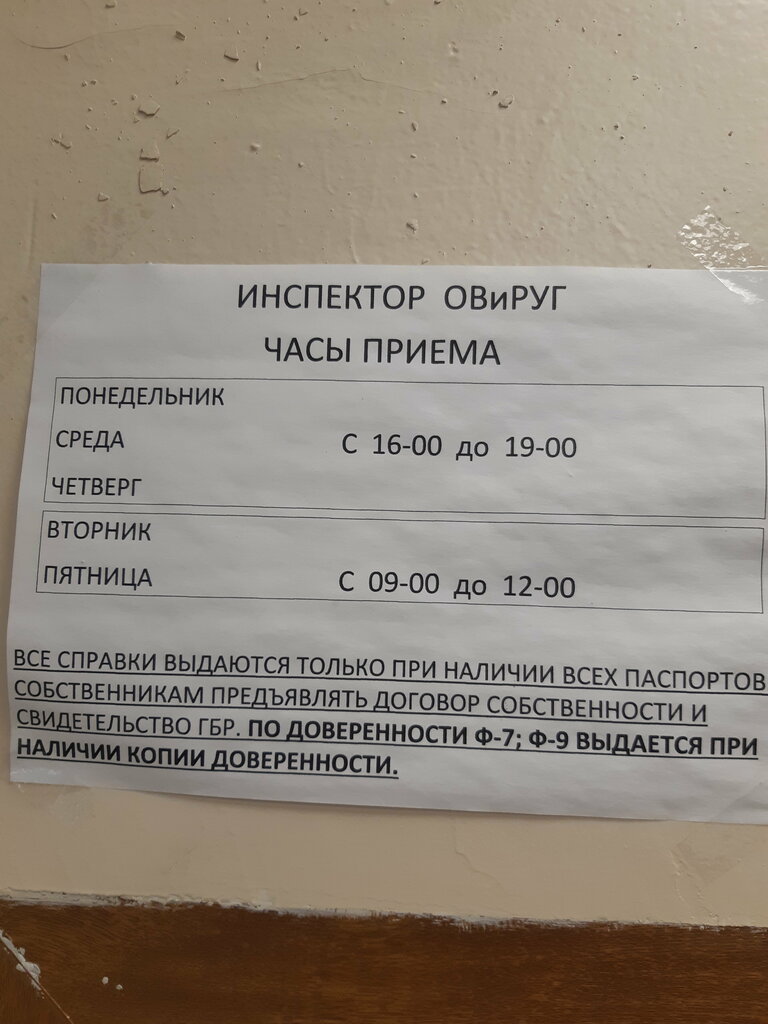 ИНСПЕКТОР ОВиРУГ
ЧАСЫ ПРИЕМА
ПОНЕДЕЛЬНИК
СРЕДА С 16-00 до 19-00
ЧЕТВЕРГ
ВТОРНИК
ПЯТНИЦА С 09-00 до 12-00
ВСЕ СПРАВКИ ВЫДАЮТСЯ ТОЛЬКО ПРИ НАЛИЧИИ ВСЕХ ПАСПОРТОВ
СОБСТВЕННИКАМ ПРЕДЪЯВЛЯТЬ ДОГОВОР СОБСТВЕННОСТИ И
СВИДЕТЕЛЬСТВО ГБР. ПО ДОВЕРЕННОСТИ Ф-7; Ф-9 ВЫДАЕТСЯ ПРИ
НАЛИЧИИ КОПИИ ДОВЕРЕННОСТИ.